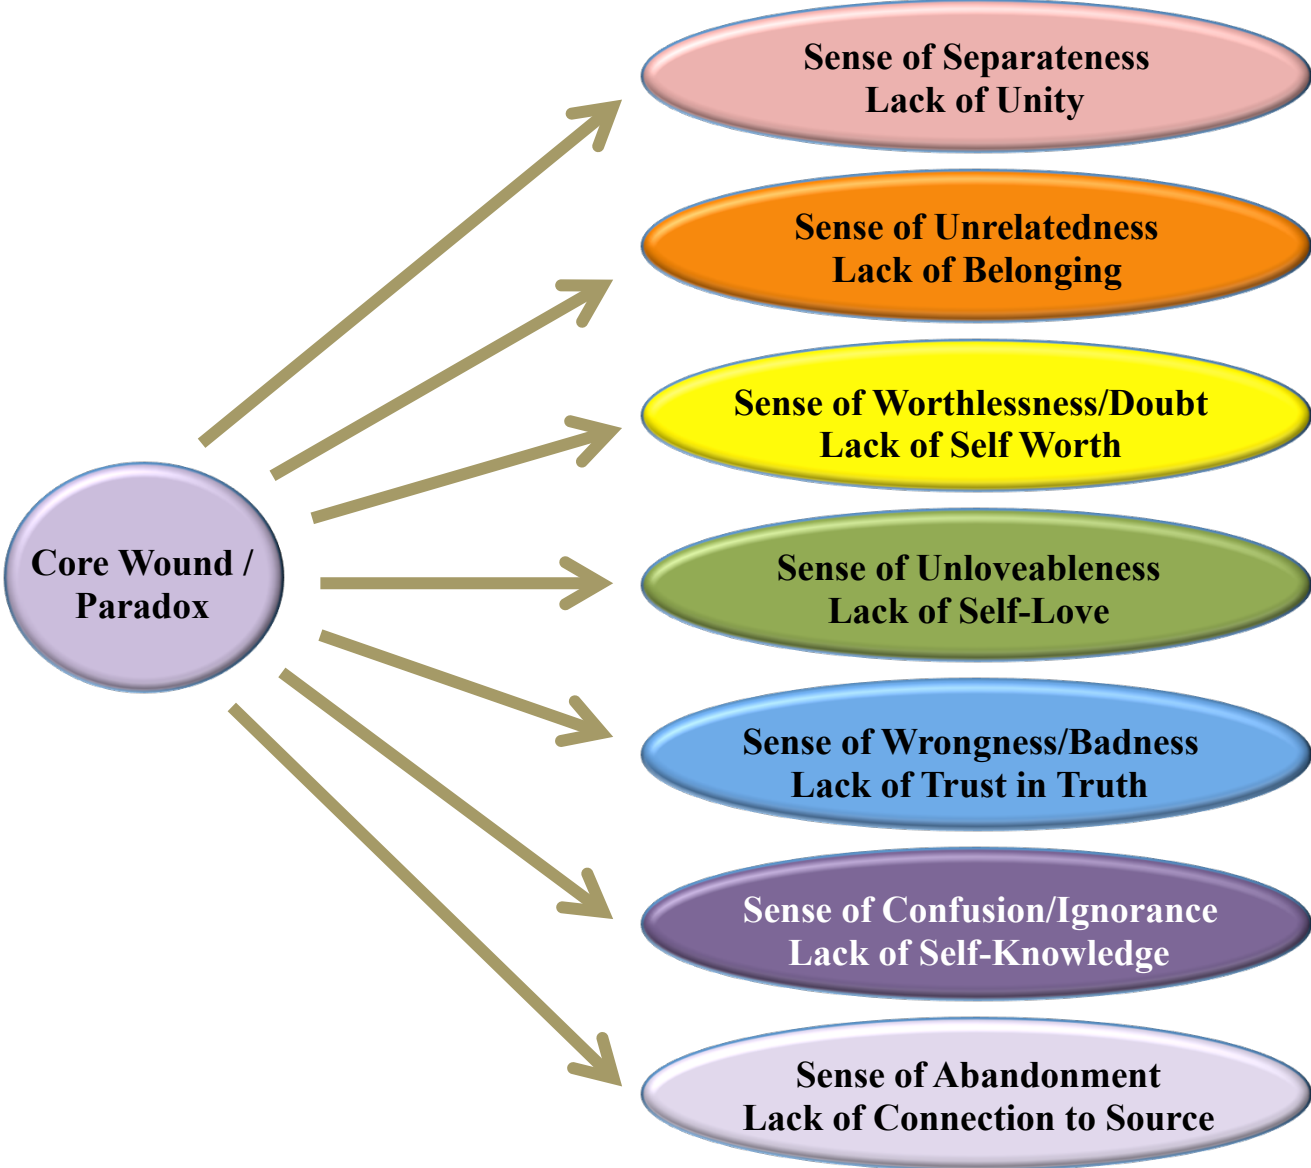 Sense of Separateness
Lack of Unity
Sense of Unrelatedness
Lack of Belonging
Sense of Worthlessness/Doubt
Lack of Self Worth
Core Wound /
Paradox
Sense of Unloveableness
Lack of Self-Love
Sense of Wrongness/Badness
Lack of Trust in Truth
Sense of Confusion/Ignorance
Lack of Self-Knowledge
Sense of Abandonment
Lack of Connection to Source